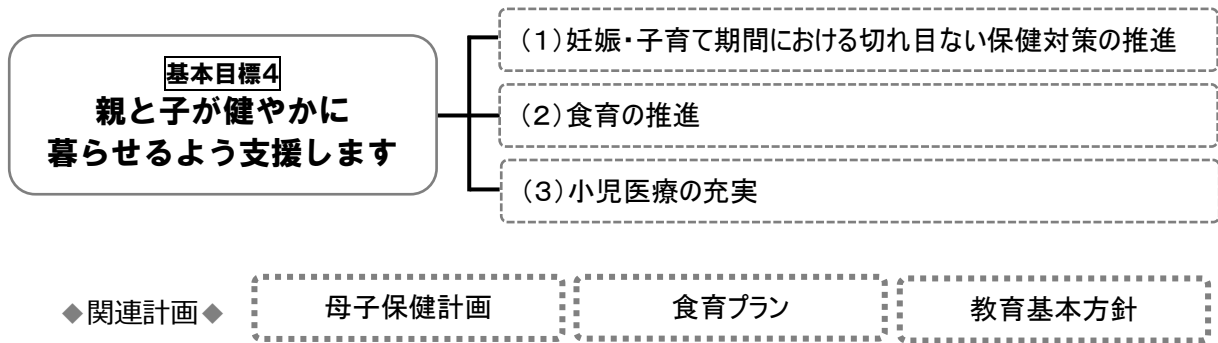 基本目標4
親と子が健やかに
暮らせるよう支援します
（1）妊娠・子育て期間における切れ目ない保健対策の推進
（2）食育の推進
（3）小児医療の充実
◆関連計画◆
母子保健計画
食育プラン
教育基本方針